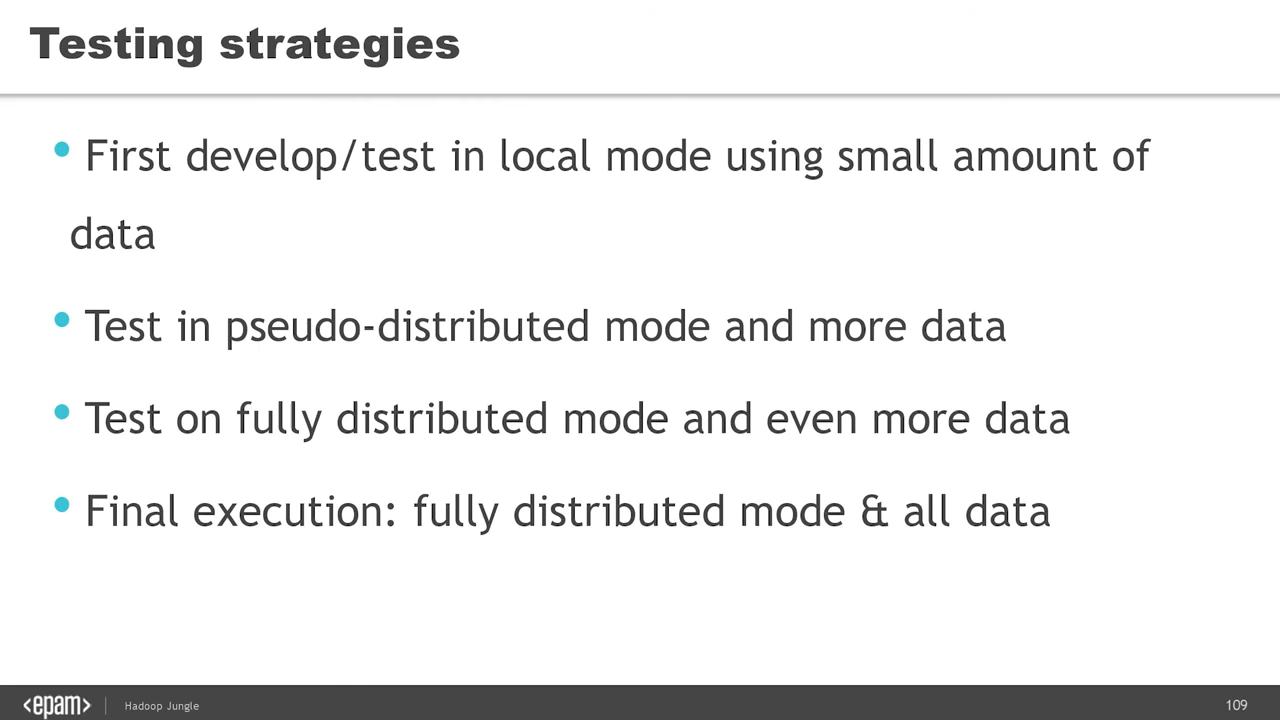 Testing strategies
• First develop/test in local mode using small amount of
data
• Test in pseudo-distributed mode and more data
• Test on fully distributed mode and even more data
• Final execution: fully distributed mode & all data
<epam> | Hadoop Jungle 109